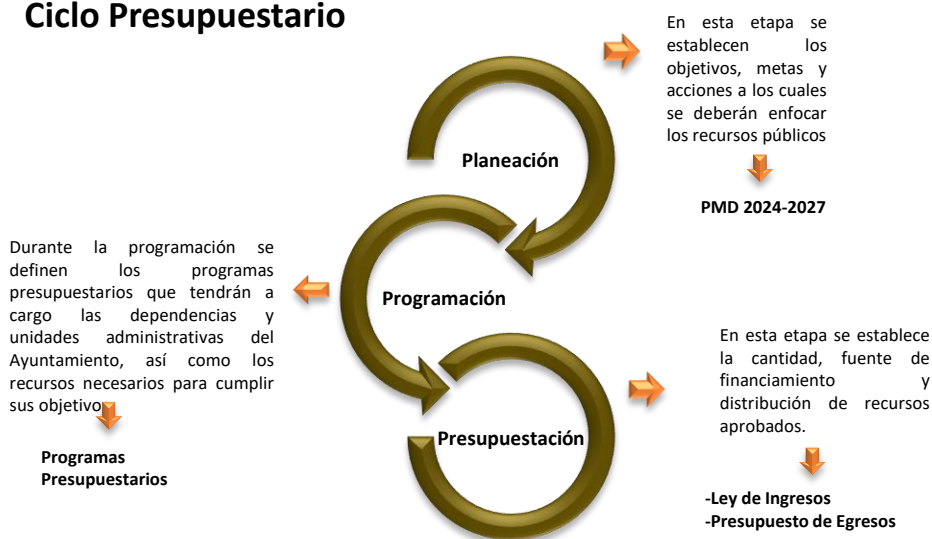 Ciclo Presupuestario
En esta etapa se
establecen los
objetivos, metas y
acciones a los cuales
se deberán enfocar
los recursos públicos
Planeación
PMD 2024-2027
Durante la programación se
definen los programas
presupuestarios que tendrán a
cargo las dependencias y
unidades administrativas del
Ayuntamiento, así como los
recursos necesarios para cumplir
sus objetivo
Programación
Programas
Presupuestarios
En esta etapa se establece
la cantidad, fuente de
financiamiento y
distribución de recursos
aprobados.
Presupuestación
-Ley de Ingresos
-Presupuesto de Egresos